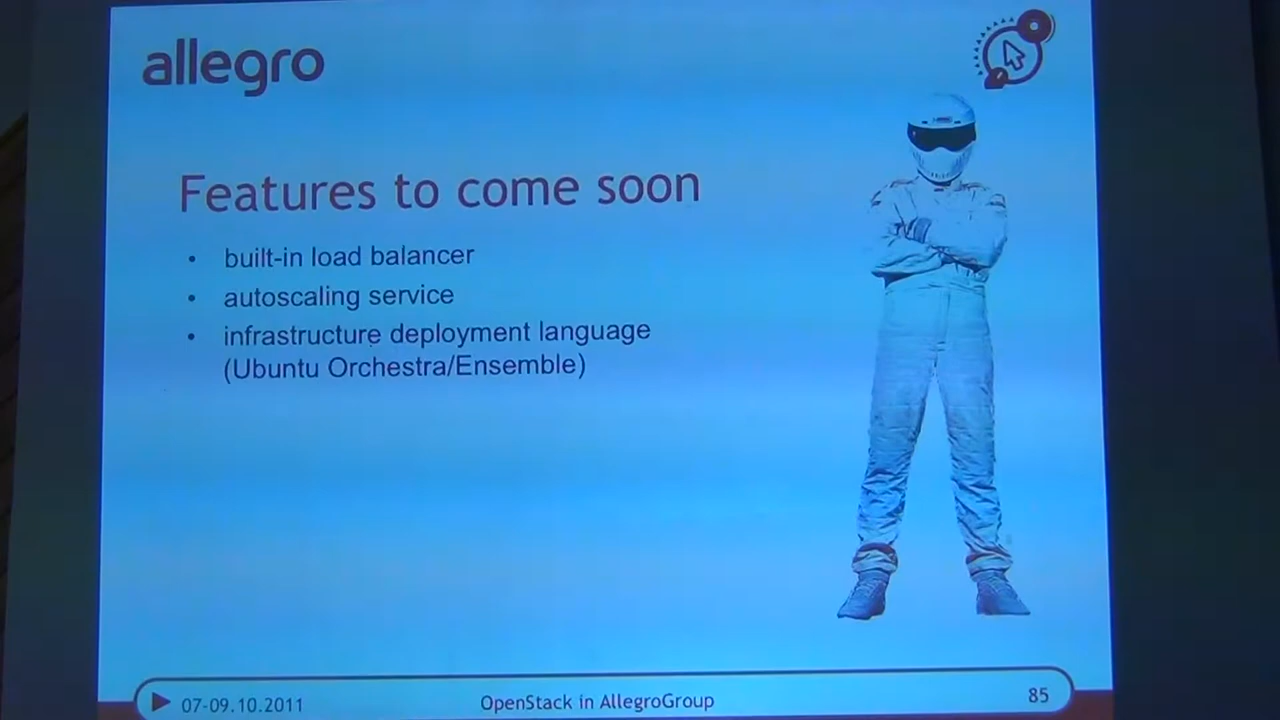 allegro
Features to come soon
• built-in load balancer
• autoscaling service
• infrastructure deployment language
(Ubuntu Orchestra/Ensemble)
07-09.10.2011
OpenStack in AllegroGroup
85